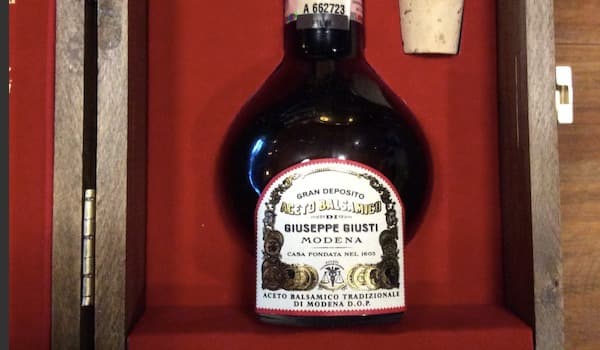 A 662723
GRAN DEPOSITO
ACETO BALSAMICO
DI
GIUSEPPE GIUSTI
MODENA
CASA FONDATA NEL 1605
ACETO BALSAMICO TRADIZIONALE
DI MODENA D.O.P.